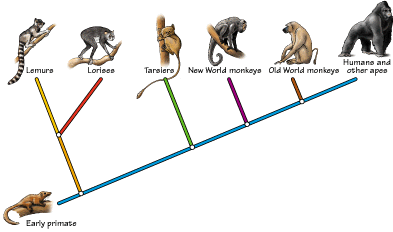 Lemurs
Lorises
Tarsiers
New World monkeys
Old World monkeys
Humans and
other apes
Early primate